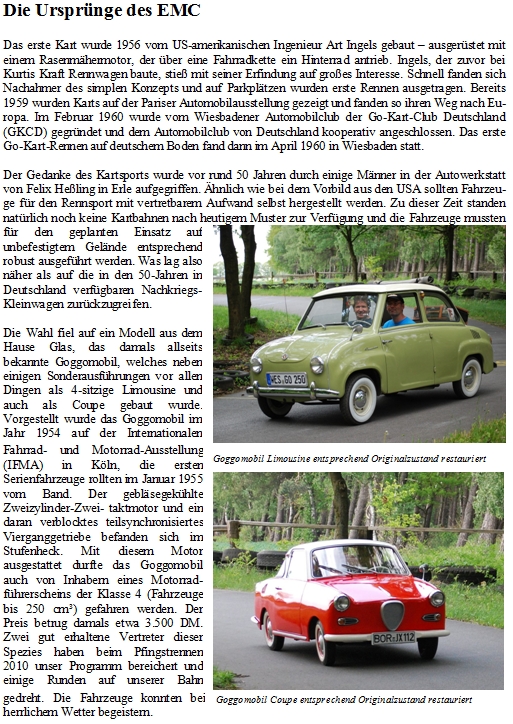 Die Ursprünge des EMC
Das erste Kart wurde 1956 vom US-amerikanischen Ingenieur Art Ingels gebaut – ausgerüstet mit
einem Rasenmähermotor, der über eine Fahrradkette ein Hinterrad antrieb. Ingels, der zuvor bei
Kurtis Kraft Rennwagen baute, stieß mit seiner Erfindung auf großes Interesse. Schnell fanden sich
Nachahmer des simplen Konzepts und auf Parkplätzen wurden erste Rennen ausgetragen. Bereits
1959 wurden Karts auf der Pariser Automobilausstellung gezeigt und fanden so ihren Weg nach Eu-
ropa. Im Februar 1960 wurde vom Wiesbadener Automobilclub der Go-Kart-Club Deutschland
(GKCD) gegründet und dem Automobilclub von Deutschland kooperativ angeschlossen. Das erste
Go-Kart-Rennen auf deutschem Boden fand dann im April 1960 in Wiesbaden statt.
Der Gedanke des Kartsports wurde vor rund 50 Jahren durch einige Männer in der Autowerkstatt
von Felix Heßling in Erle aufgegriffen. Ähnlich wie bei dem Vorbild aus den USA sollten Fahrzeu-
ge für den Rennsport mit vertretbarem Aufwand selbst hergestellt werden. Zu dieser Zeit standen
natürlich noch keine Kartbahnen nach heutigem Muster zur Verfügung und die Fahrzeuge mussten
für den geplanten Einsatz auf
unbefestigtem Gelände entsprechend
robust ausgeführt werden. Was lag also
näher als auf die in den 50-Jahren in
Deutschland verfügbaren Nachkriegs-
Kleinwagen zurückzugreifen.
Die Wahl fiel auf ein Modell aus dem
Hause Glas, das damals allseits
bekannte Goggomobil, welches neben
einigen Sonderausführungen vor allen
Dingen als 4-sitzige Limousine und
auch als Coupe gebaut wurde.
Vorgestellt wurde das Goggomobil im
Jahr 1954 auf der Internationalen
Fahrrad- und Motorrad-Ausstellung
(IFMA) in Köln, die ersten
Serienfahrzeuge rollten im Januar 1955
vom Band. Der gebläsegekühlte
Zweizylinder-Zwei- taktmotor und ein
daran verblocktes teilsynchronisiertes
Vierganggetriebe befanden sich im
Stufenheck. Mit diesem Motor
ausgestattet durfte das Goggomobil
auch von Inhabern eines Motorrad-
führerscheins der Klasse 4 (Fahrzeuge
bis 250 cm³) gefahren werden. Der
Preis betrug damals etwa 3.500 DM.
Zwei gut erhaltene Vertreter dieser
Spezies haben beim Pfingstrennen
2010 unser Programm bereichert und
einige Runden auf unserer Bahn
gedreht. Die Fahrzeuge konnten bei
herrlichem Wetter begeistern.
WES GO 250
Goggomobil Limousine entsprechend Originalzustand restauriert
BOR JX 112
Goggomobil Coupe entsprechend Originalzustand restauriert